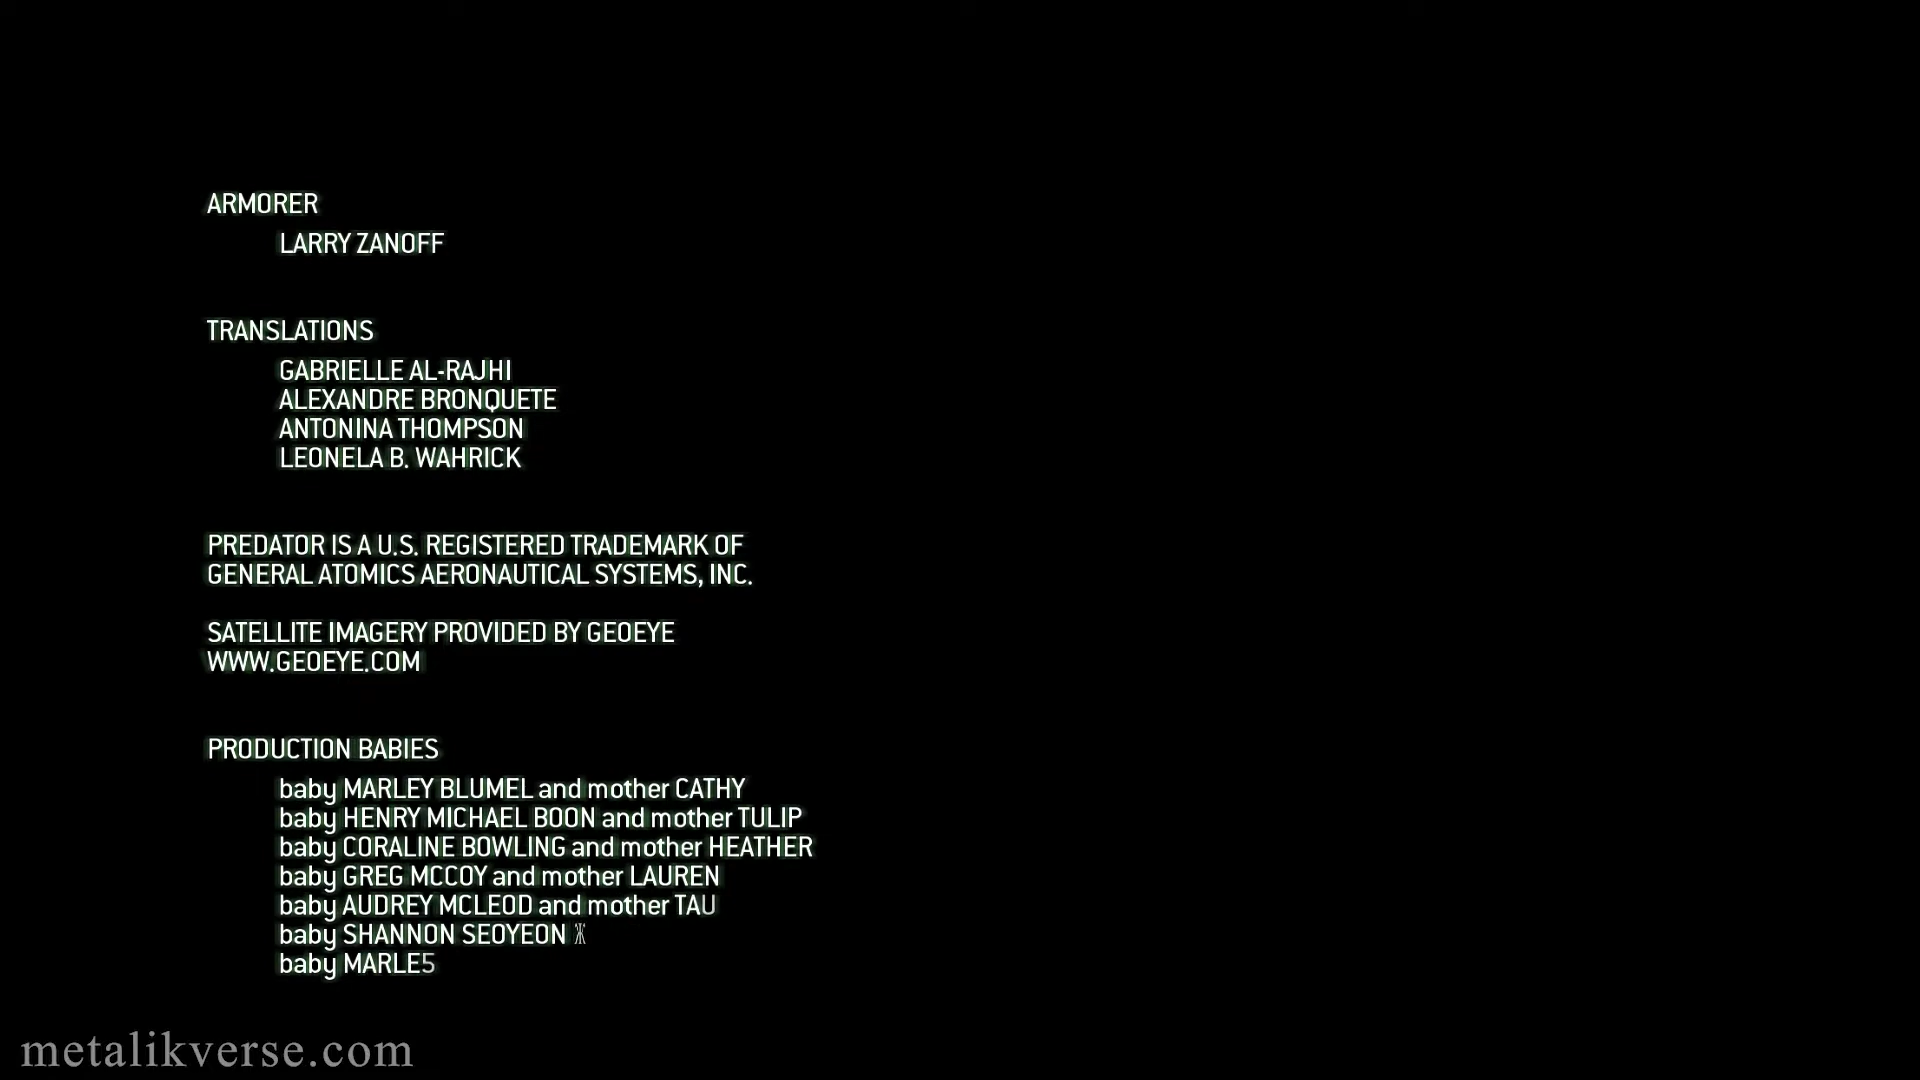 ARMORER
LARRY ZANOFF
TRANSLATIONS
GABRIELLE AL-RAJHI
ALEXANDRE BRONQUETE
ANTONINA THOMPSON
LEONELA B. WAHRICK
PREDATOR IS A U.S. REGISTERED TRADEMARK OF
GENERAL ATOMICS AERONAUTICAL SYSTEMS, INC.
SATELLITE IMAGERY PROVIDED BY GEOEYE
WWW.GEOEYE.COM
PRODUCTION BABIES
baby MARLEY BLUMEL and mother CATHY
baby HENRY MICHAEL BOON and mother TULIP
baby CORALINE BOWLING and mother HEATHER
baby GREG MCCOY and mother LAUREN
baby AUDREY MCLEOD and mother TAU
baby SHANNON SEOYEON Ж
baby MARLE5
metalikverse.com